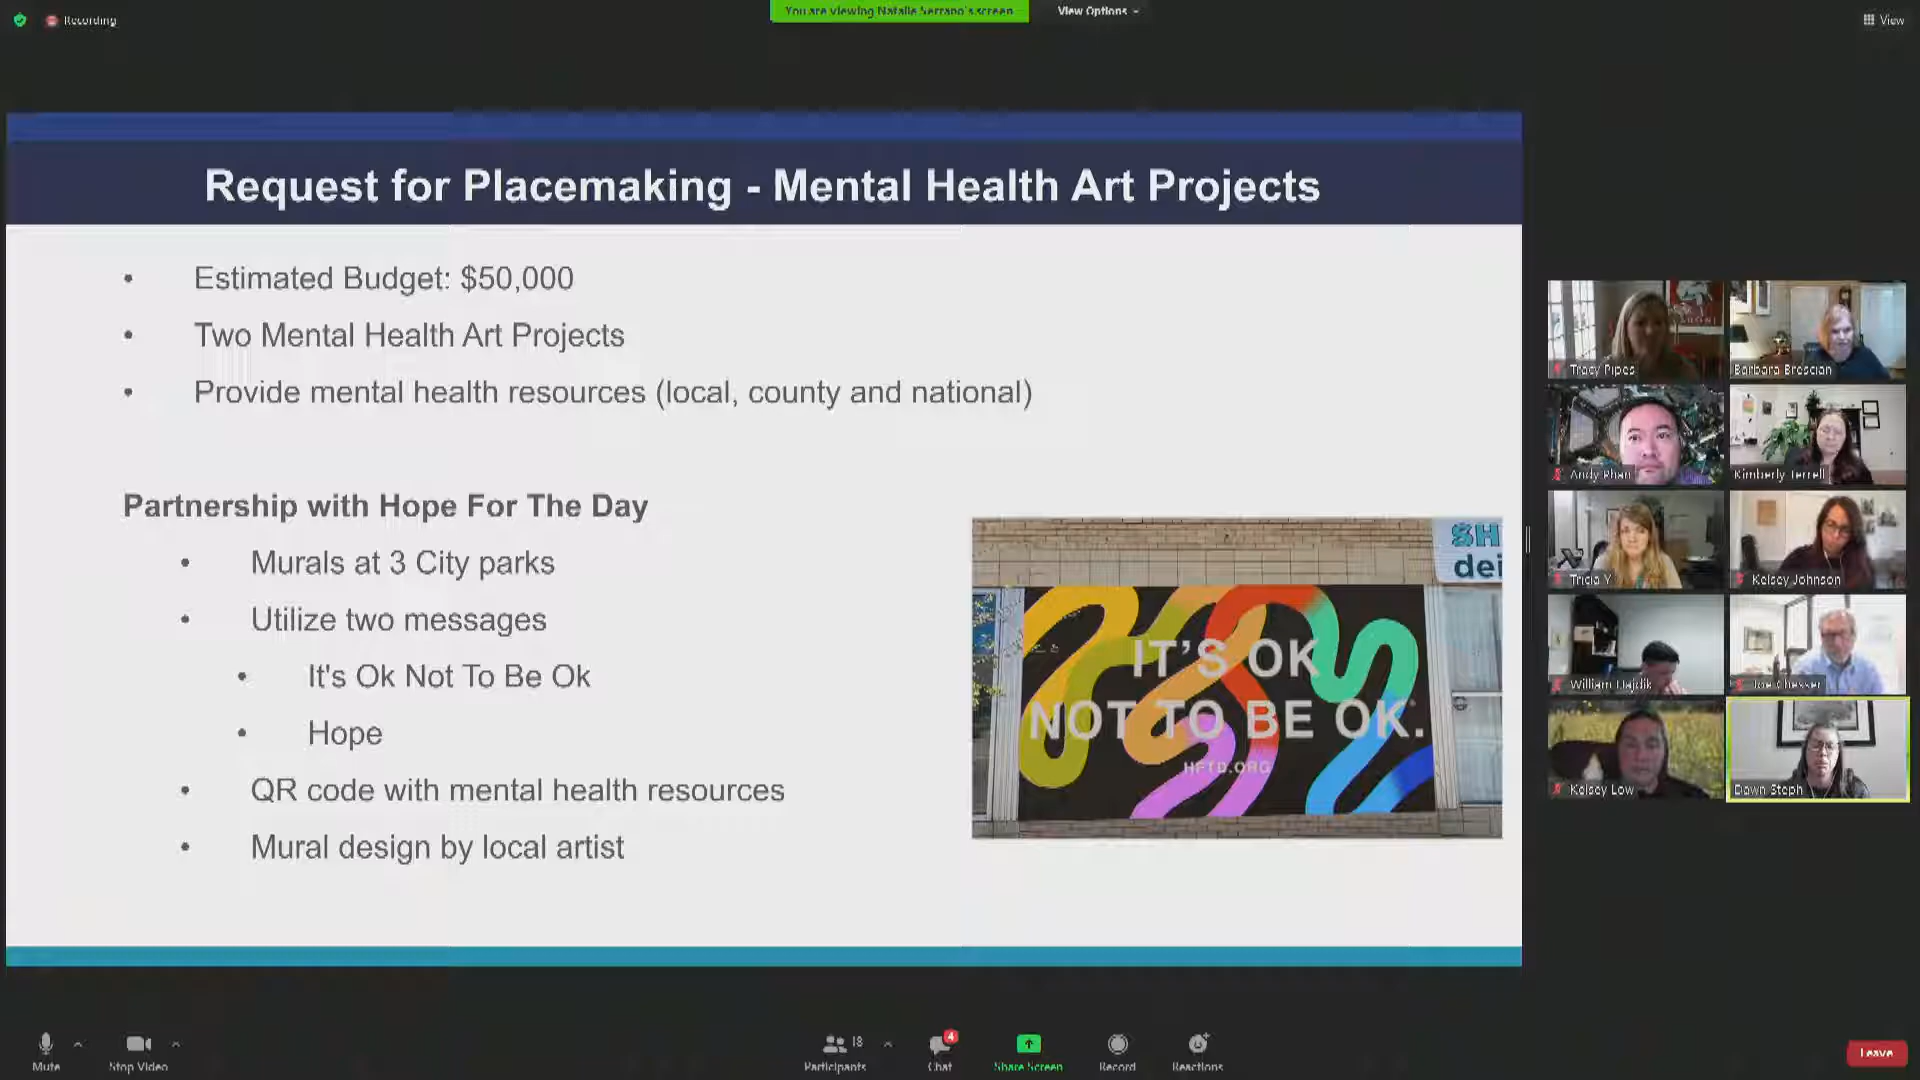 Recording
You are viewing Natalie Serrano's screen
View Options
View
Request for Placemaking - Mental Health Art Projects
• Estimated Budget: $50,000
• Two Mental Health Art Projects
• Provide mental health resources (local, county and national)
Partnership with Hope For The Day
• Murals at 3 City parks
• Utilize two messages
• It's Ok Not To Be Ok
• Hope
• QR code with mental health resources
• Mural design by local artist
SH
dei
IT'S OK
NOT TO BE OK.
HFTD.ORG
Tracy Pipes
Barbara Brescian
Andy Phan
Kimberly Terrell
Tricia Y
Kelsey Johnson
William Hajdik
Joe Chesser
Kelsey Low
Dawn Steph
Mute
Stop Video
Participants
18
Chat
4
Share Screen
Record
Reactions
Leave